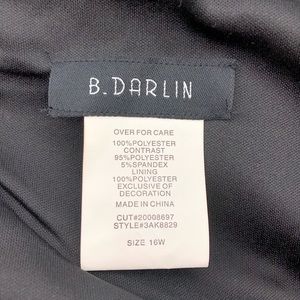 B.DARLIN
OVER FOR CARE
100%POLYESTER
CONTRAST
95%POLYESTER
5%SPANDEX
LINING
100%POLYESTER
EXCLUSIVE OF
DECORATION
MADE IN CHINA
CUT#20008697
STYLE#3AK8829
SIZE 16W